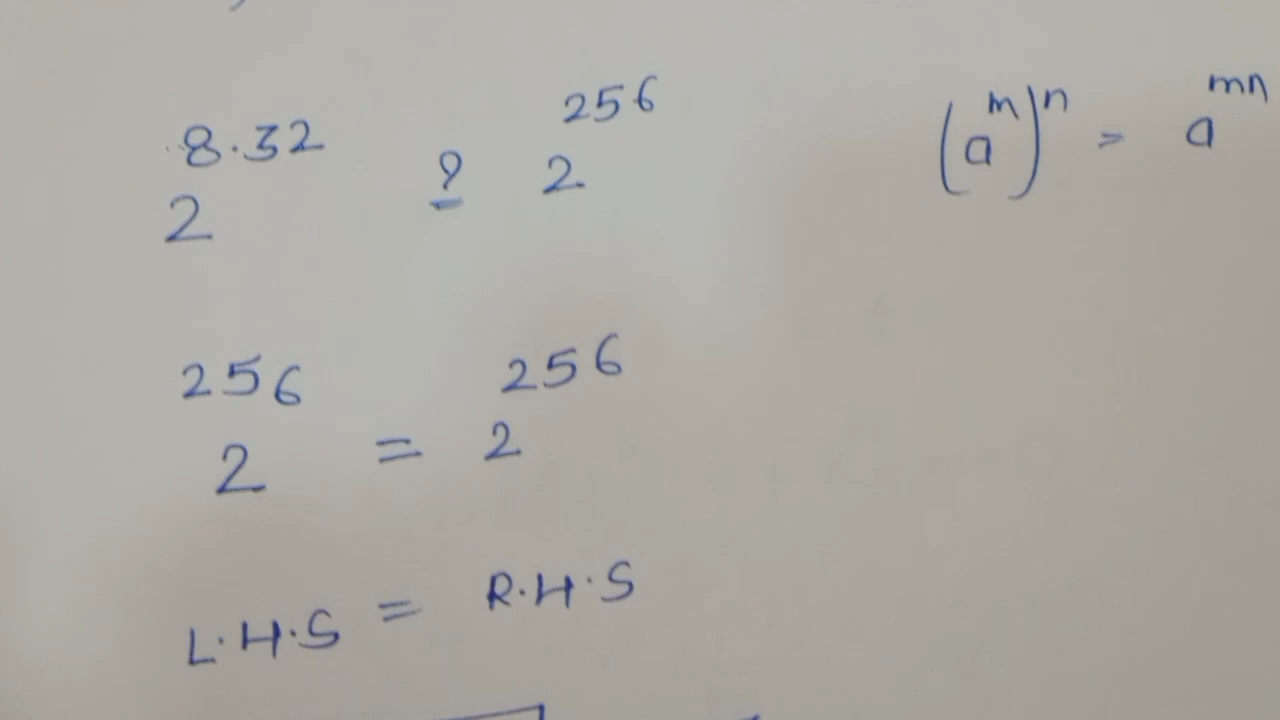 2^{8.32} ? 2^{256} (a^m)^n = a^{mn}
2^{256} = 2^{256}
L.H.S = R.H.S